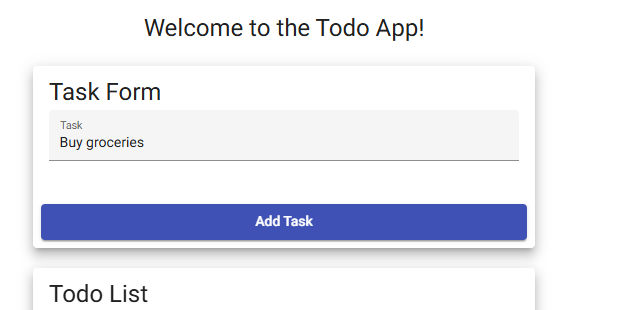 Welcome to the Todo App!
Task Form
Task
Buy groceries
Add Task
Todo List